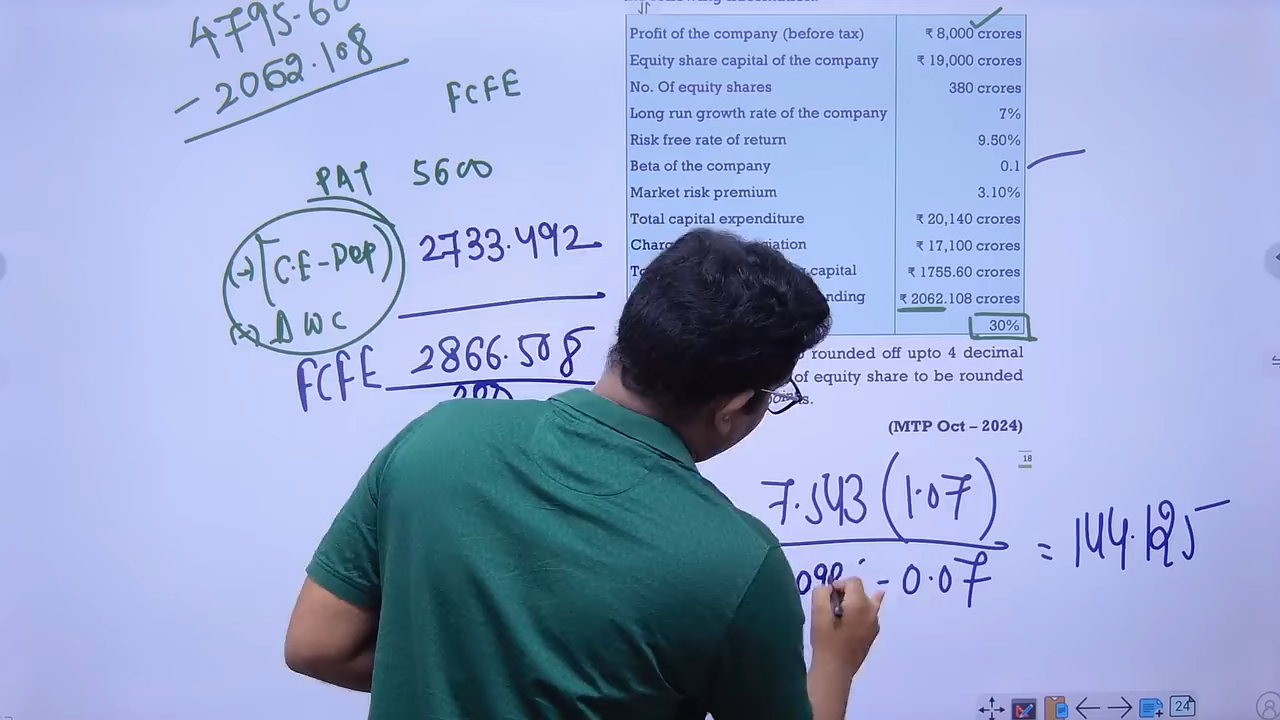 4795.60
- 2062.108
FCFE
PAT 5600
(-) [C.E-DEP) 2733.492
(-) Δ WC
FCFE 2866.508
Profit of the company (before tax) ₹ 8,000 crores
Equity share capital of the company ₹ 19,000 crores
No. Of equity shares 380 crores
Long run growth rate of the company 7%
Risk free rate of return 9.50%
Beta of the company 0.1
Market risk premium 3.10%
Total capital expenditure ₹ 20,140 crores
₹ 17,100 crores
capital ₹ 1755.60 crores
₹ 2062.108 crores
30%
rounded off upto 4 decimal
of equity share to be rounded
(MTP Oct – 2024)
18
7.543 (1.07)
- 0.07
= 144.125
24